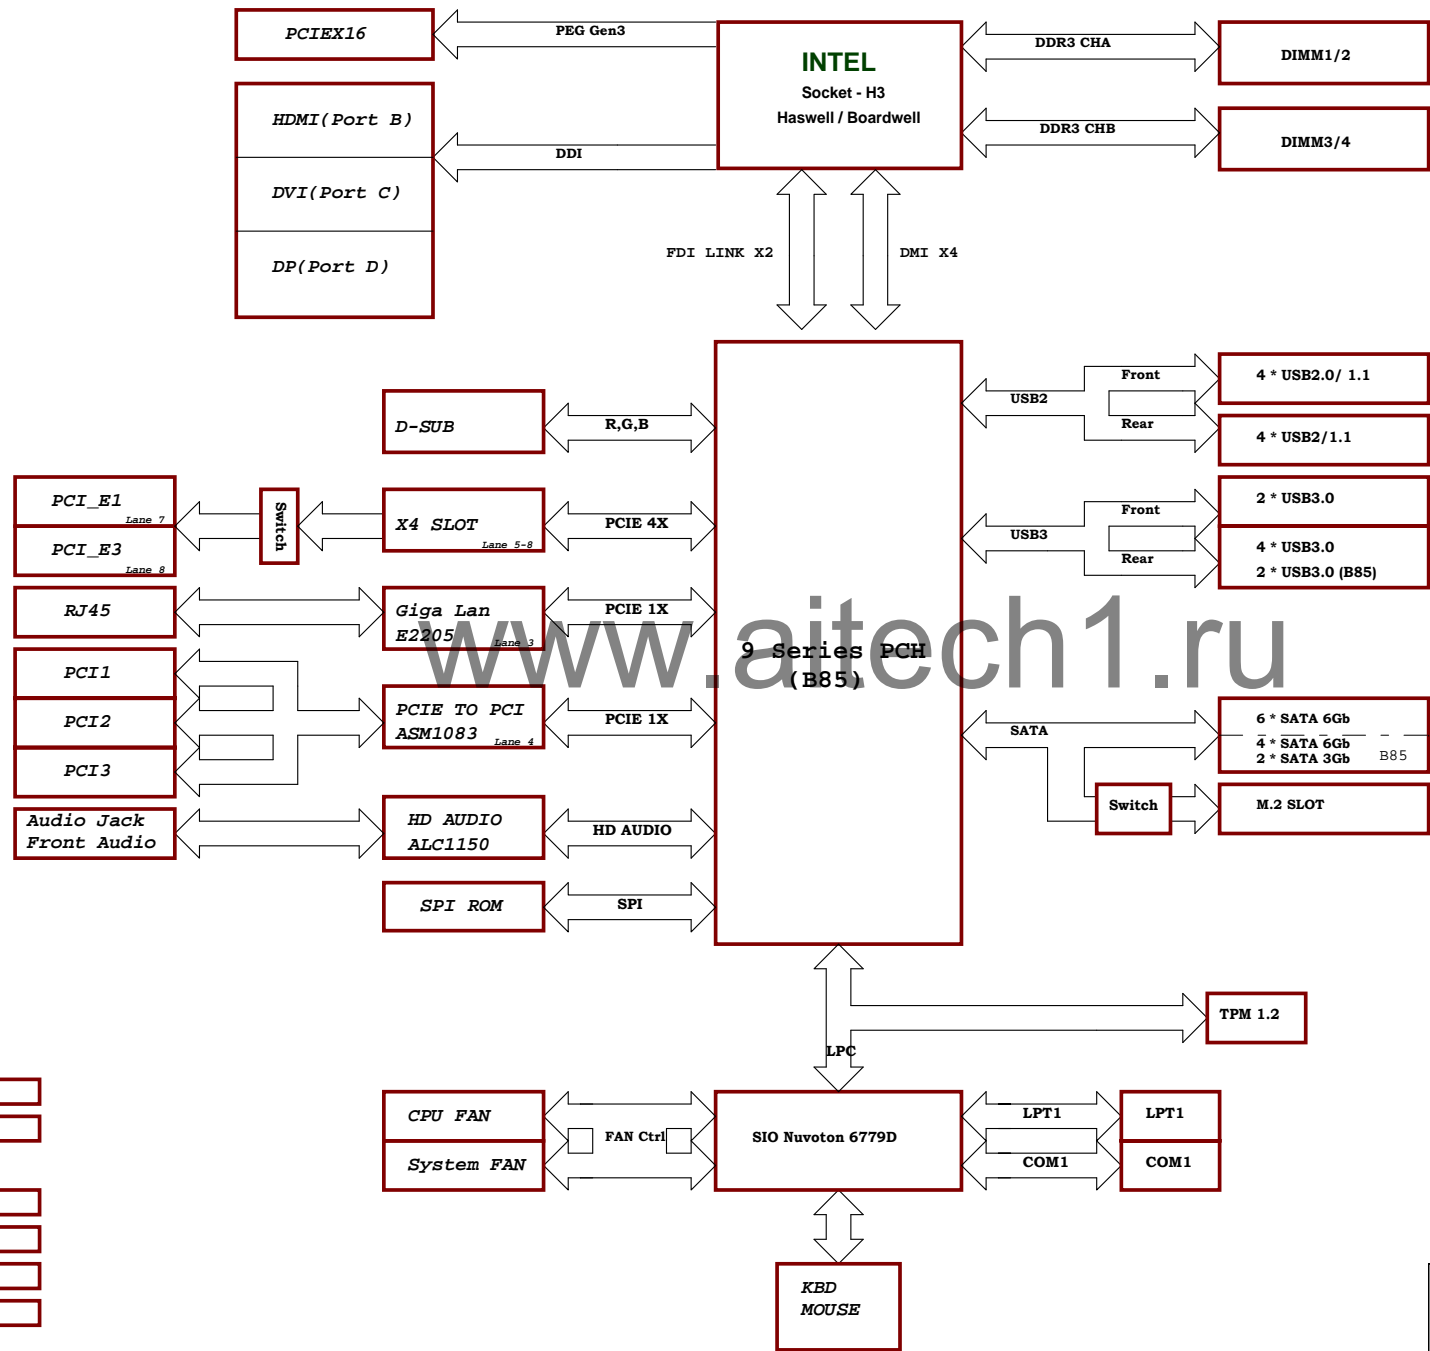 PCIEX16
PEG Gen3
INTEL
Socket - H3
Haswell / Boardwell
DDR3 CHA
DIMM1/2
HDMI(Port B)
DDI
DDR3 CHB
DIMM3/4
DVI(Port C)
DP(Port D)
FDI LINK X2
DMI X4
D-SUB
R,G,B
USB2
Front
Rear
4 * USB2.0/ 1.1
4 * USB2/1.1
PCI_E1
Lane 7
PCI_E3
Lane 8
Switch
X4 SLOT
Lane 5-8
PCIE 4X
USB3
Front
Rear
2 * USB3.0
4 * USB3.0
2 * USB3.0 (B85)
RJ45
Giga Lan
E2205
Lane 3
PCIE 1X
www.aitech1.ru
9 Series PCH
(B85)
PCI1
PCI2
PCI3
PCIE TO PCI
ASM1083
Lane 4
PCIE 1X
SATA
6 * SATA 6Gb
4 * SATA 6Gb
2 * SATA 3Gb
B85
Switch
M.2 SLOT
Audio Jack
Front Audio
HD AUDIO
ALC1150
HD AUDIO
SPI ROM
SPI
TPM 1.2
LPC
CPU FAN
System FAN
FAN Ctrl
SIO Nuvoton 6779D
LPT1
LPT1
COM1
COM1
KBD
MOUSE